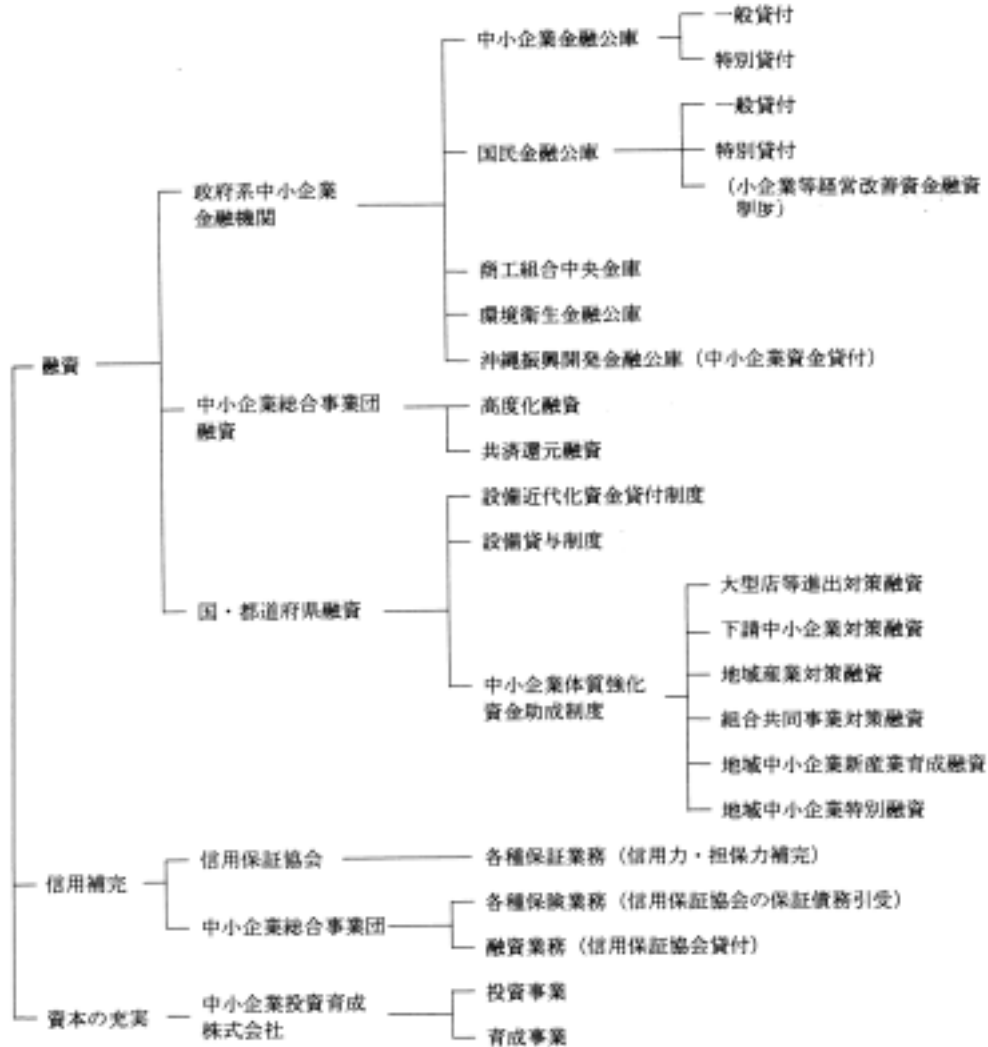 融資
政府系中小企業
金融機関
中小企業金融公庫
一般貸付
特別貸付
国民金融公庫
一般貸付
特別貸付
(小企業等経営改善資金融資
制度)
商工組合中央金庫
環境衛生金融公庫
沖縄振興開発金融公庫(中小企業資金貸付)
中小企業総合事業団
融資
高度化融資
共済還元融資
国・都道府県融資
設備近代化資金貸付制度
設備貸与制度
中小企業体質強化
資金助成制度
大型店等進出対策融資
下請中小企業対策融資
地域産業対策融資
組合共同事業対策融資
地域中小企業新産業育成融資
地域中小企業特別融資
信用補完
信用保証協会
各種保証業務(信用力・担保力補完)
中小企業総合事業団
各種保険業務(信用保証協会の保証債務引受)
融資業務(信用保証協会貸付)
資本の充実
中小企業投資育成
株式会社
投資事業
育成事業